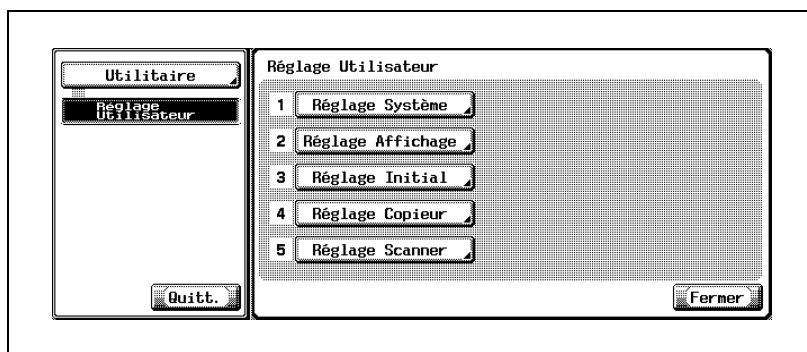 Utilitaire
Réglage
Utilisateur
Quitt.
Réglage Utilisateur
1 Réglage Système
2 Réglage Affichage
3 Réglage Initial
4 Réglage Copieur
5 Réglage Scanner
Fermer